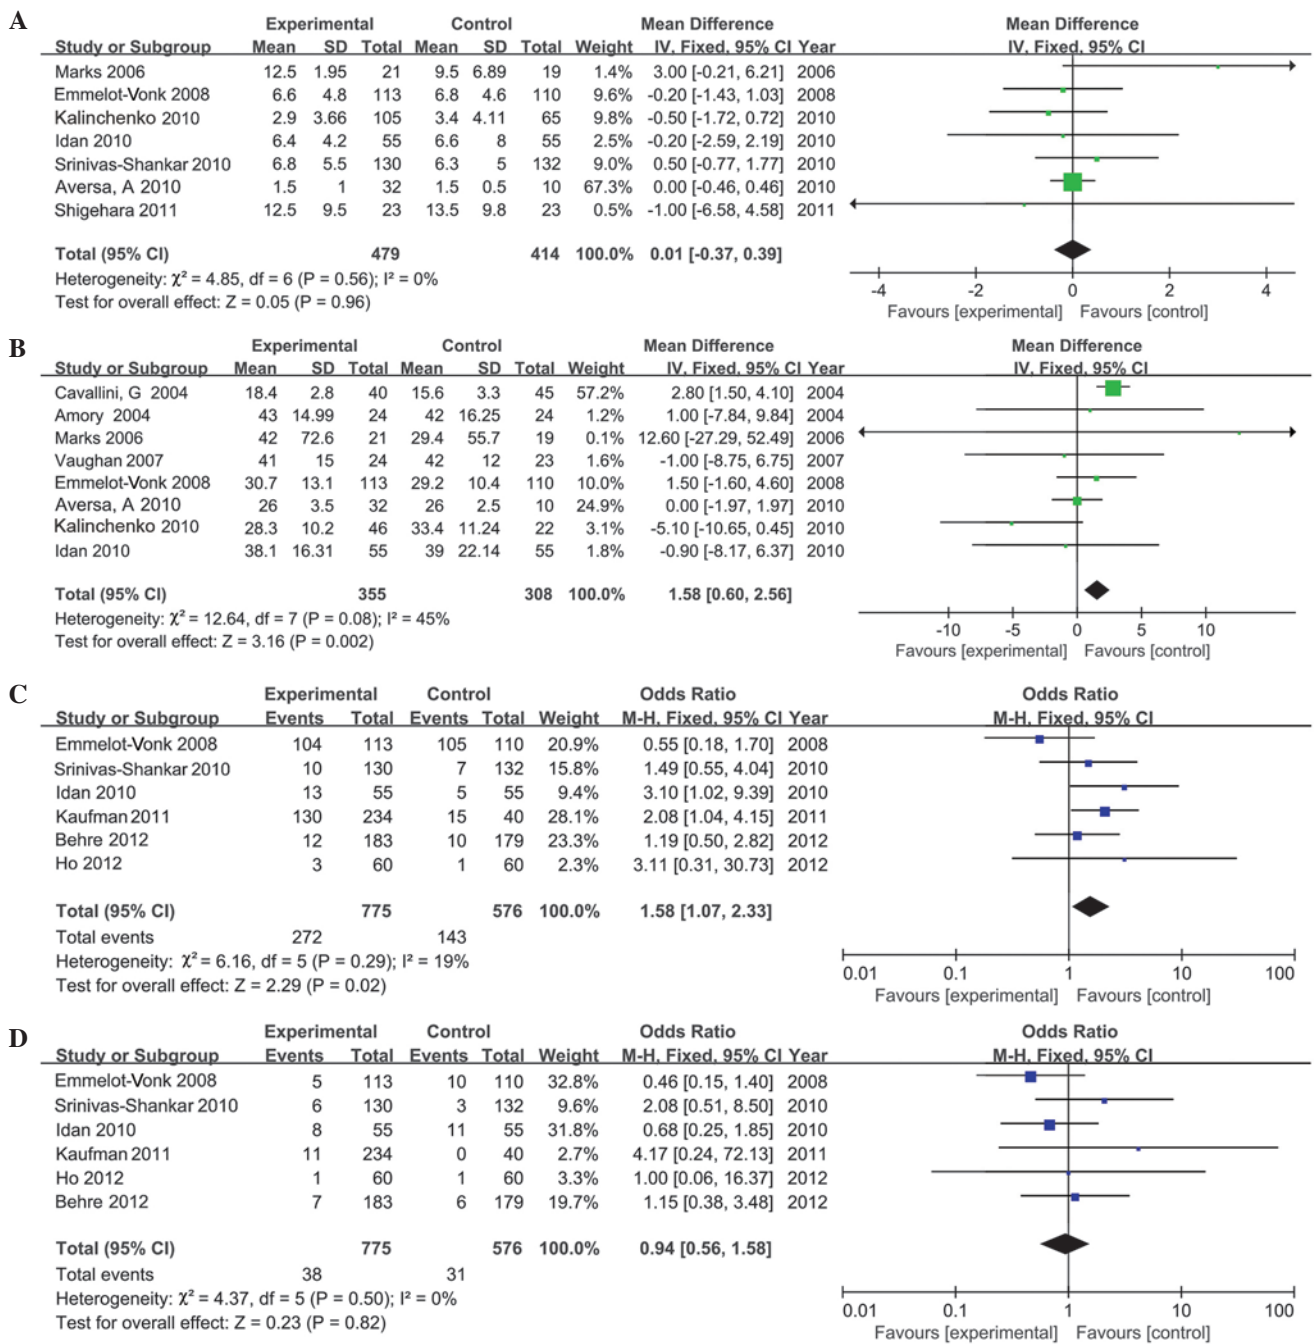 A
Experimental Control Mean Difference Mean Difference
Study or Subgroup Mean SD Total Mean SD Total Weight IV, Fixed, 95% CI Year IV, Fixed, 95% CI
Marks 2006 12.5 1.95 21 9.5 6.89 19 1.4% 3.00 [-0.21, 6.21] 2006
Emmelot-Vonk 2008 6.6 4.8 113 6.8 4.6 110 9.6% -0.20 [-1.43, 1.03] 2008
Kalinchenko 2010 2.9 3.66 105 3.4 4.11 65 9.8% -0.50 [-1.72, 0.72] 2010
Idan 2010 6.4 4.2 55 6.6 8 55 2.5% -0.20 [-2.59, 2.19] 2010
Srinivas-Shankar 2010 6.8 5.5 130 6.3 5 132 9.0% 0.50 [-0.77, 1.77] 2010
Aversa, A 2010 1.5 1 32 1.5 0.5 10 67.3% 0.00 [-0.46, 0.46] 2010
Shigehara 2011 12.5 9.5 23 13.5 9.8 23 0.5% -1.00 [-6.58, 4.58] 2011
Total (95% CI) 479 414 100.0% 0.01 [-0.37, 0.39]
Heterogeneity: χ² = 4.85, df = 6 (P = 0.56); I² = 0%
Test for overall effect: Z = 0.05 (P = 0.96)
-4 -2 0 2 4
Favours [experimental] Favours [control]
B
Experimental Control Mean Difference Mean Difference
Study or Subgroup Mean SD Total Mean SD Total Weight IV, Fixed, 95% CI Year IV, Fixed, 95% CI
Cavallini, G 2004 18.4 2.8 40 15.6 3.3 45 57.2% 2.80 [1.50, 4.10] 2004
Amory 2004 43 14.99 24 42 16.25 24 1.2% 1.00 [-7.84, 9.84] 2004
Marks 2006 42 72.6 21 29.4 55.7 19 0.1% 12.60 [-27.29, 52.49] 2006
Vaughan 2007 41 15 24 42 12 23 1.6% -1.00 [-8.75, 6.75] 2007
Emmelot-Vonk 2008 30.7 13.1 113 29.2 10.4 110 10.0% 1.50 [-1.60, 4.60] 2008
Aversa, A 2010 26 3.5 32 26 2.5 10 24.9% 0.00 [-1.97, 1.97] 2010
Kalinchenko 2010 28.3 10.2 46 33.4 11.24 22 3.1% -5.10 [-10.65, 0.45] 2010
Idan 2010 38.1 16.31 55 39 22.14 55 1.8% -0.90 [-8.17, 6.37] 2010
Total (95% CI) 355 308 100.0% 1.58 [0.60, 2.56]
Heterogeneity: χ² = 12.64, df = 7 (P = 0.08); I² = 45%
Test for overall effect: Z = 3.16 (P = 0.002)
-10 -5 0 5 10
Favours [experimental] Favours [control]
C
Experimental Control Odds Ratio Odds Ratio
Study or Subgroup Events Total Events Total Weight M-H, Fixed, 95% CI Year M-H, Fixed, 95% CI
Emmelot-Vonk 2008 104 113 105 110 20.9% 0.55 [0.18, 1.70] 2008
Srinivas-Shankar 2010 10 130 7 132 15.8% 1.49 [0.55, 4.04] 2010
Idan 2010 13 55 5 55 9.4% 3.10 [1.02, 9.39] 2010
Kaufman 2011 130 234 15 40 28.1% 2.08 [1.04, 4.15] 2011
Behre 2012 12 183 10 179 23.3% 1.19 [0.50, 2.82] 2012
Ho 2012 3 60 1 60 2.3% 3.11 [0.31, 30.73] 2012
Total (95% CI) 775 576 100.0% 1.58 [1.07, 2.33]
Total events 272 143
Heterogeneity: χ² = 6.16, df = 5 (P = 0.29); I² = 19%
Test for overall effect: Z = 2.29 (P = 0.02)
0.01 0.1 1 10 100
Favours [experimental] Favours [control]
D
Experimental Control Odds Ratio Odds Ratio
Study or Subgroup Events Total Events Total Weight M-H, Fixed, 95% CI Year M-H, Fixed, 95% CI
Emmelot-Vonk 2008 5 113 10 110 32.8% 0.46 [0.15, 1.40] 2008
Srinivas-Shankar 2010 6 130 3 132 9.6% 2.08 [0.51, 8.50] 2010
Idan 2010 8 55 11 55 31.8% 0.68 [0.25, 1.85] 2010
Kaufman 2011 11 234 0 40 2.7% 4.17 [0.24, 72.13] 2011
Ho 2012 1 60 1 60 3.3% 1.00 [0.06, 16.37] 2012
Behre 2012 7 183 6 179 19.7% 1.15 [0.38, 3.48] 2012
Total (95% CI) 775 576 100.0% 0.94 [0.56, 1.58]
Total events 38 31
Heterogeneity: χ² = 4.37, df = 5 (P = 0.50); I² = 0%
Test for overall effect: Z = 0.23 (P = 0.82)
0.01 0.1 1 10 100
Favours [experimental] Favours [control]